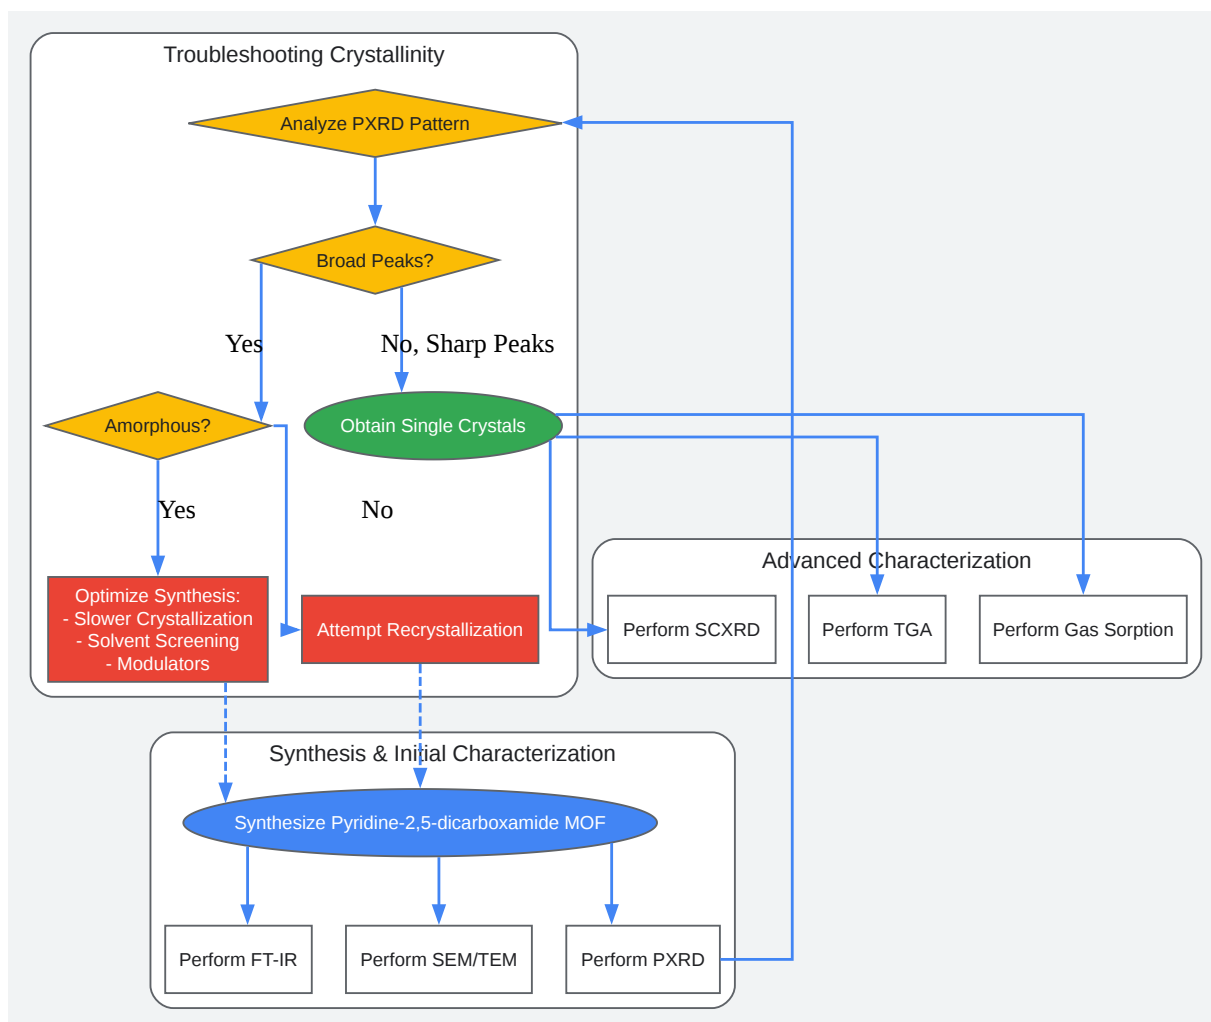 Troubleshooting Crystallinity
Analyze PXRD Pattern
Broad Peaks?
Yes
No, Sharp Peaks
Amorphous?
Obtain Single Crystals
Yes
No
Advanced Characterization
Optimize Synthesis:
- Slower Crystallization
- Solvent Screening
- Modulators
Attempt Recrystallization
Perform SCXRD
Perform TGA
Perform Gas Sorption
Synthesis & Initial Characterization
Synthesize Pyridine-2,5-dicarboxamide MOF
Perform FT-IR
Perform SEM/TEM
Perform PXRD